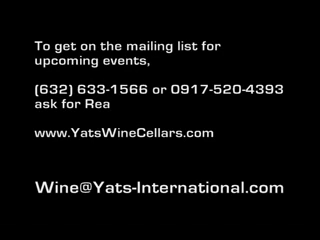 To get on the mailing list for
upcoming events,
(632) 633-1566 or 0917-520-4393
ask for Rea
www.YatsWineCellars.com
Wine@Yats-International.com